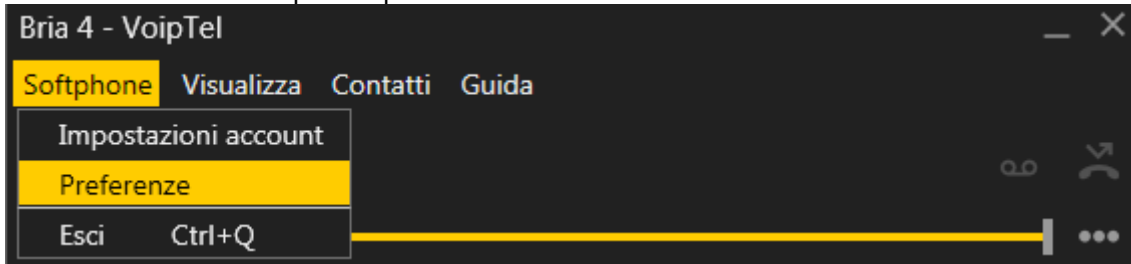 Bria 4 - VoipTel
Softphone Visualizza Contatti Guida
Impostazioni account
Preferenze
Esci Ctrl+Q